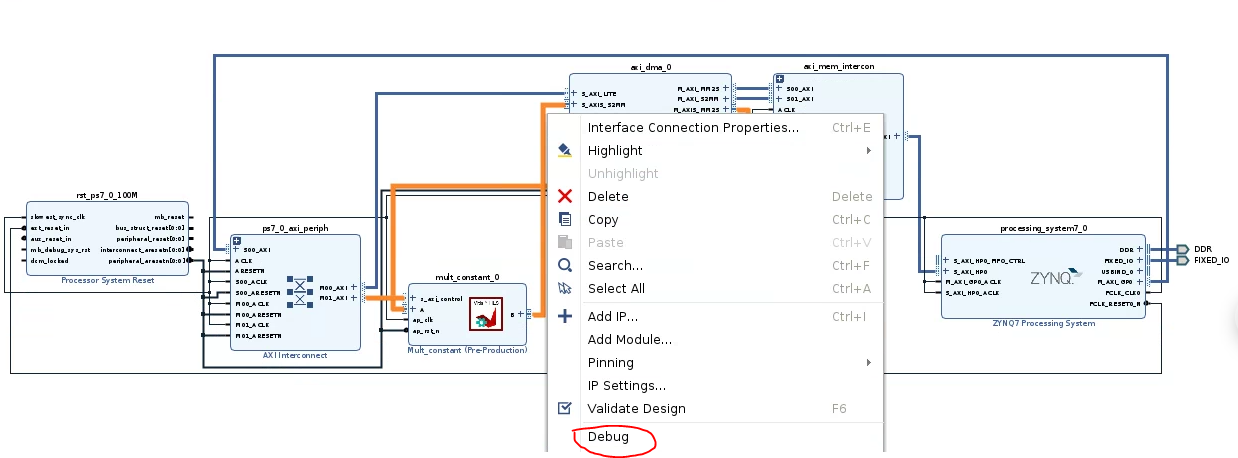 axi_dma_0
S_AXI_LITE
S_AXIS_S2MM
M_AXI_MM2S
M_AXI_S2MM
M_AXIS_MM2S
axi_mem_intercon
S00_AXI
S01_AXI
ACLK
Interface Connection Properties... Ctrl+E
Highlight
Unhighlight
Delete Delete
Copy Ctrl+C
Paste Ctrl+V
Search... Ctrl+F
Select All Ctrl+A
Add IP... Ctrl+I
Add Module...
Pinning
IP Settings...
Validate Design F6
Debug
rst_ps7_0_100M
slowest_sync_clk
ext_reset_in
aux_reset_in
mb_debug_sys_rst
dcm_locked
mb_reset
bus_struct_reset[0:0]
peripheral_reset[0:0]
interconnect_aresetn[0:0]
peripheral_aresetn[0:0]
Processor System Reset
ps7_0_axi_periph
S00_AXI
ACLK
ARESETN
S00_ACLK
S00_ARESETN
M00_ACLK
M00_ARESETN
M01_ACLK
M01_ARESETN
M00_AXI
M01_AXI
AXI Interconnect
mult_constant_0
s_axi_control
A
ap_clk
ap_rst_n
B
Mult_constant (Pre-Production)
processing_system7_0
S_AXI_HP0_FIFO_CTRL
S_AXI_HP0
M_AXI_GP0_ACLK
S_AXI_HP0_ACLK
ZYNQ
DDR
FIXED_IO
USBIND_0
M_AXI_GP0
FCLK_CLK0
FCLK_RESET0_N
ZYNQ7 Processing System
DDR
FIXED_IO